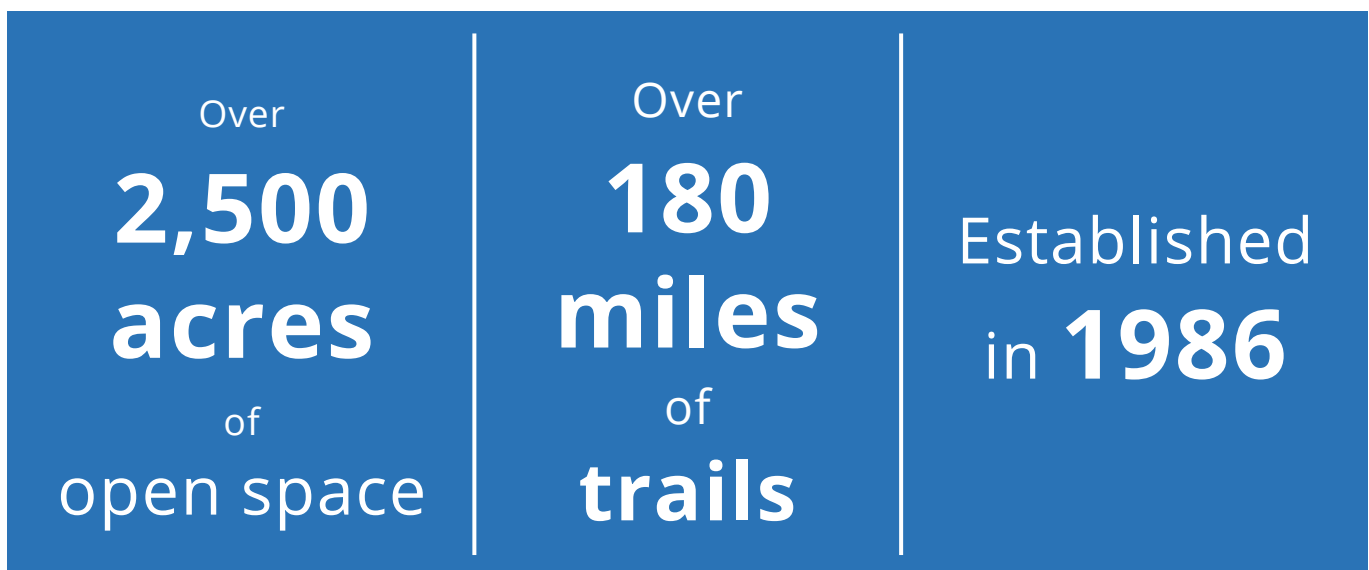 Over
2,500
acres
of
open space
Over
180
miles
of
trails
Established
in 1986